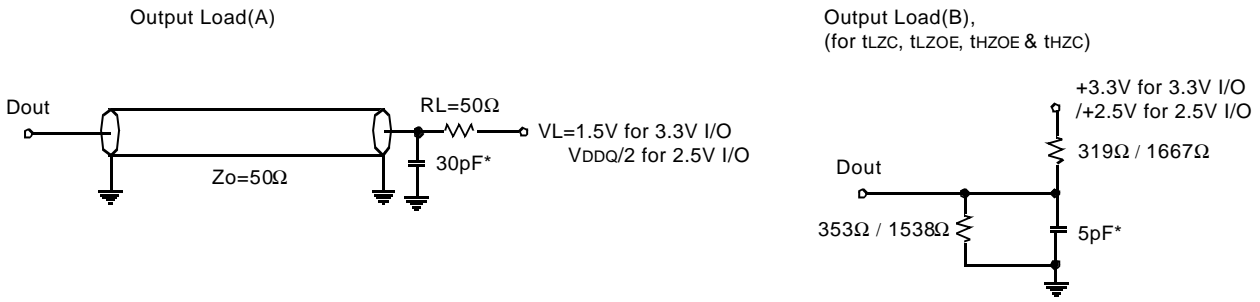 Output Load(A)
Dout
RL=50Ω
VL=1.5V for 3.3V I/O
VDDQ/2 for 2.5V I/O
30pF*
Zo=50Ω
Output Load(B),
(for tLZC, tLZOE, tHZOE & tHZC)
+3.3V for 3.3V I/O
/+2.5V for 2.5V I/O
319Ω / 1667Ω
Dout
353Ω / 1538Ω
5pF*